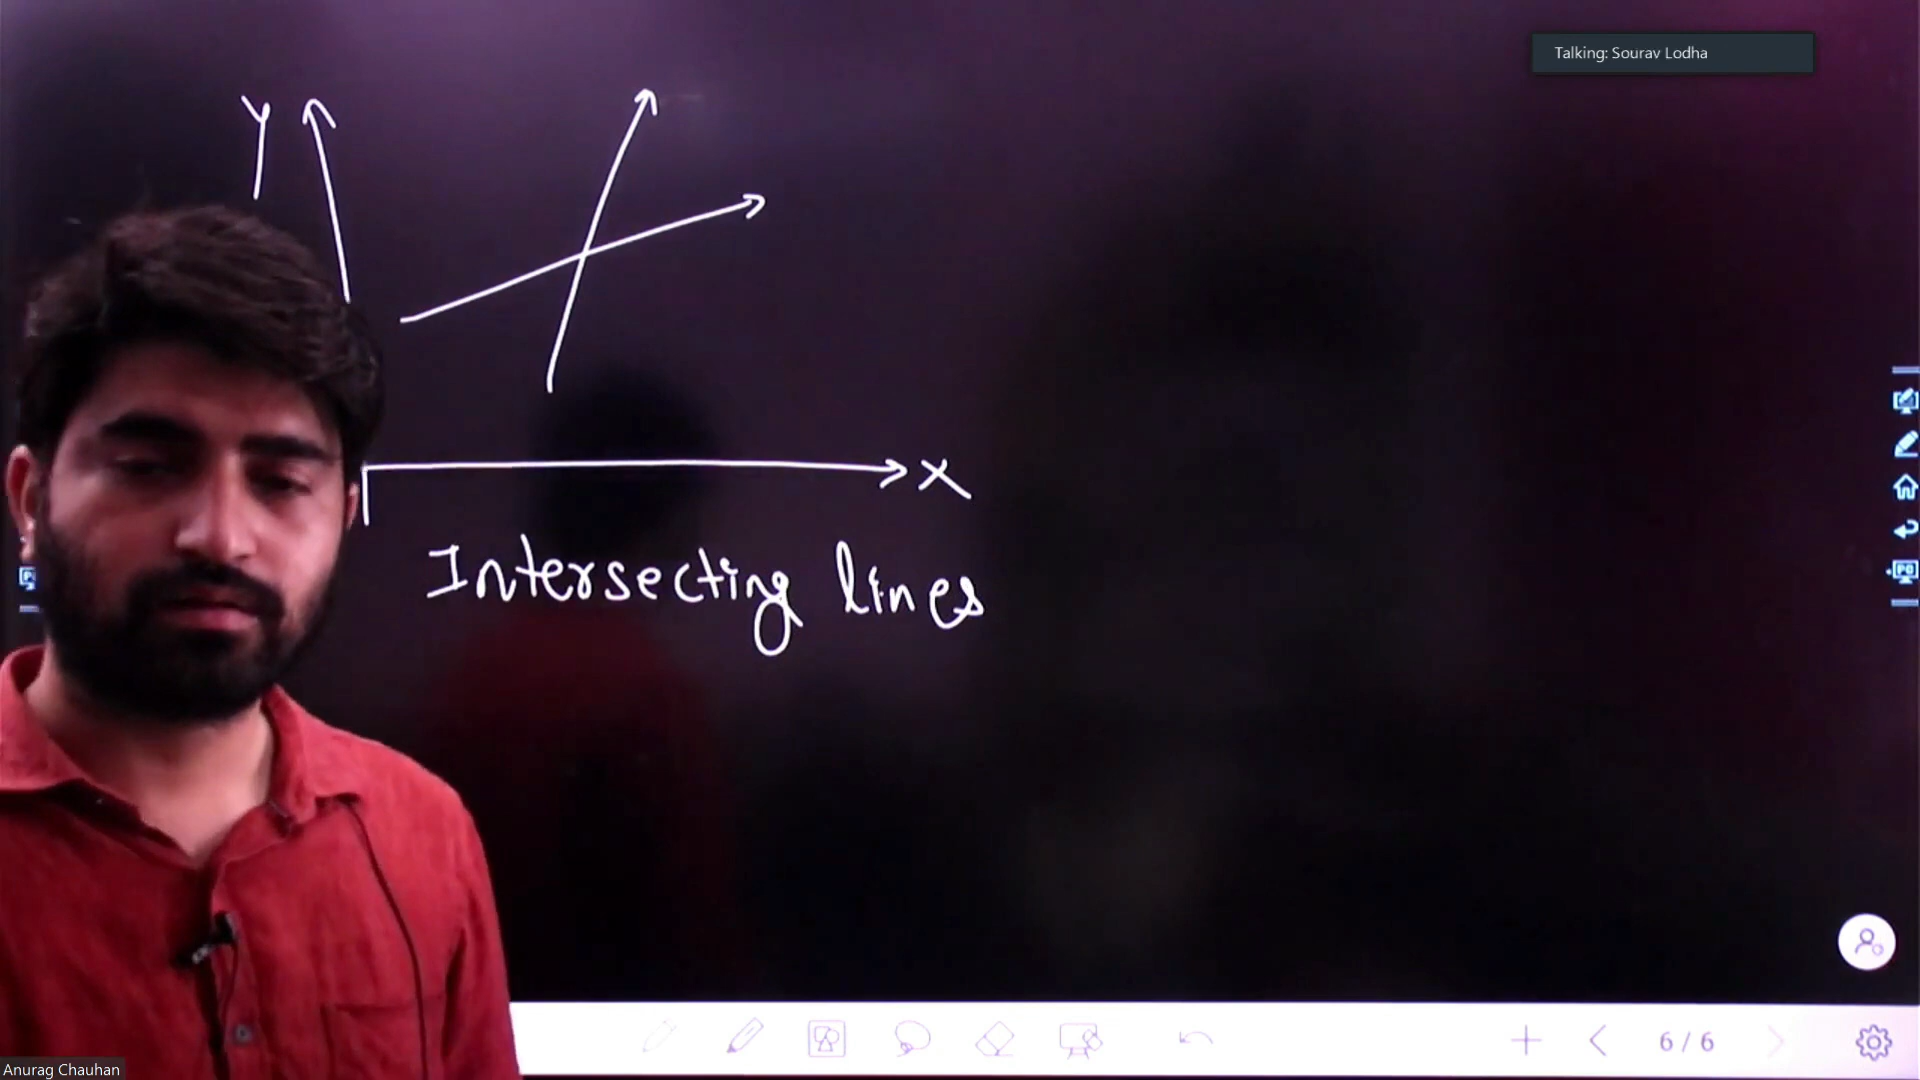 Talking: Sourav Lodha
Y
X
Intersecting lines
6 / 6
Anurag Chauhan